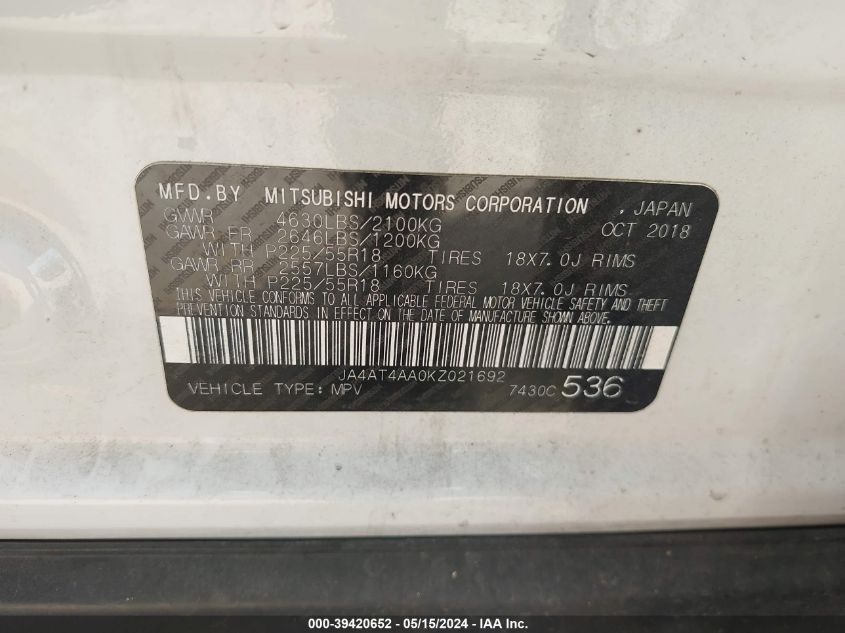 MFD.BY MITSUBISHI MOTORS CORPORATION , JAPAN
GVWR 4630LBS/2100KG OCT 2018
GAWR FR 2646LBS/1200KG
WITH P225/55R18 TIRES 18X7.0J RIMS
GAWR RR 2557LBS/1160KG
WITH P225/55R18 TIRES 18X7.0J RIMS
THIS VEHICLE CONFORMS TO ALL APPLICABLE FEDERAL MOTOR VEHICLE SAFETY AND THEFT
PREVENTION STANDARDS IN EFFECT ON THE DATE OF MANUFACTURE SHOWN ABOVE.
JA4AT4AA0KZ021692
VEHICLE TYPE: MPV 7430C 536
000-39420652 - 05/15/2024 - IAA Inc.